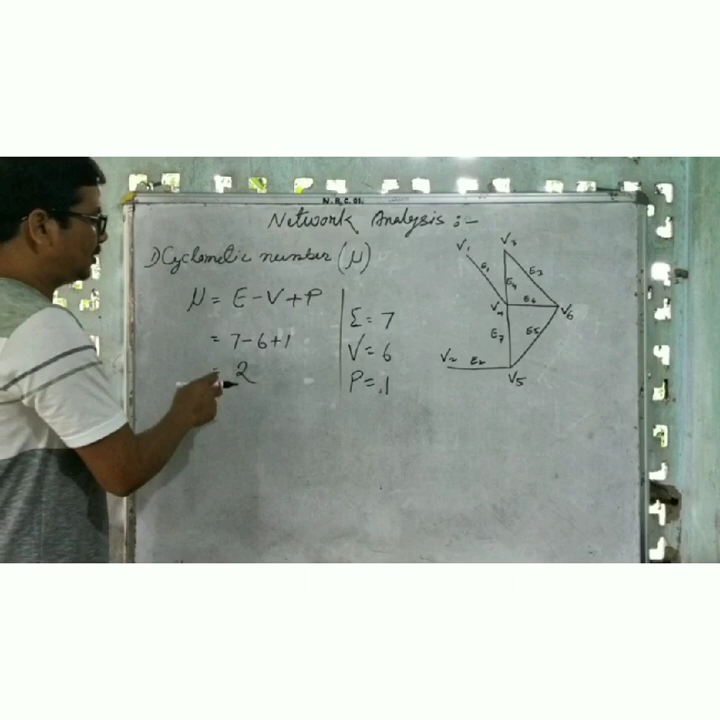 N.B.C.01.
Network Analysis :-
1) Cyclometic number (μ)
μ = E - V + P
= 7 - 6 + 1
= 2
E = 7
V = 6
P = 1
V1
V3
E1
E4
E3
V4
E6
V6
E7
E5
V2
E2
V5